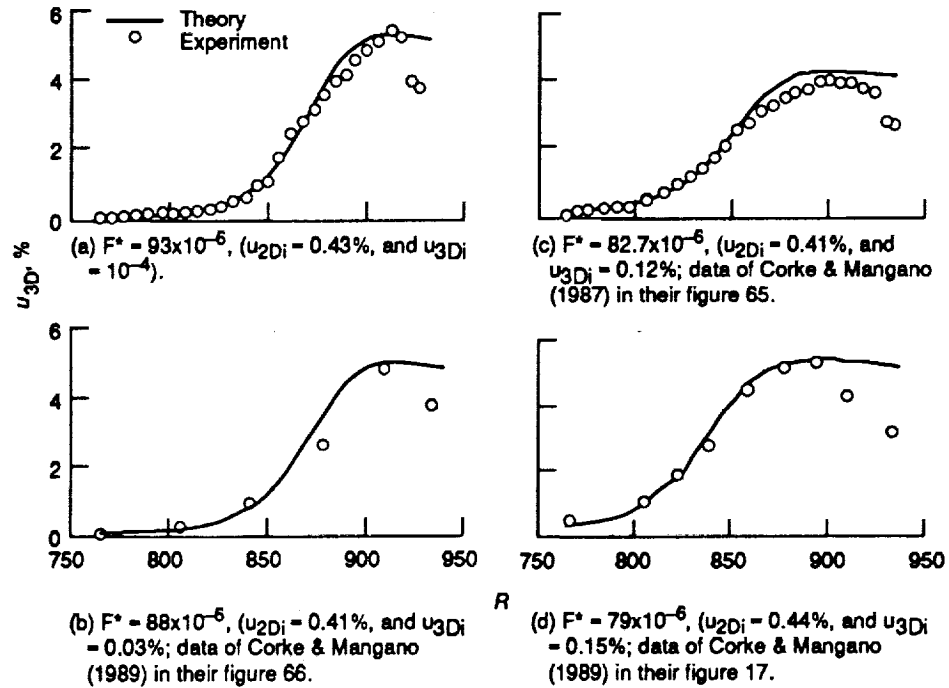 6
4
2
0
Theory
Experiment
(a) F* = 93x10–6, (u2Di = 0.43%, and u3Di
= 10–4).
(c) F* = 82.7x10–6, (u2Di = 0.41%, and
u3Di = 0.12%; data of Corke & Mangano
(1987) in their figure 65.
u3D, %
6
4
2
0
750 800 850 900 950
750 800 850 900 950
R
(b) F* = 88x10–6, (u2Di = 0.41%, and u3Di
= 0.03%; data of Corke & Mangano
(1989) in their figure 66.
(d) F* = 79x10–6, (u2Di = 0.44%, and u3Di
= 0.15%; data of Corke & Mangano
(1989) in their figure 17.